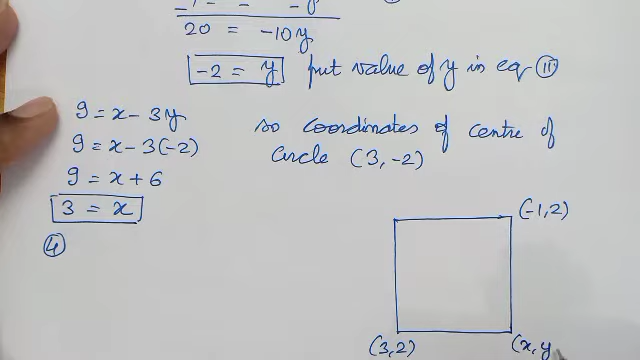 20 = -10y
-2 = y put value of y in eq (11)
9 = x - 3y
9 = x - 3(-2)
9 = x + 6
3 = x
so coordinates of centre of
circle (3, -2)
4
(-1, 2)
(3, 2)
(x, y